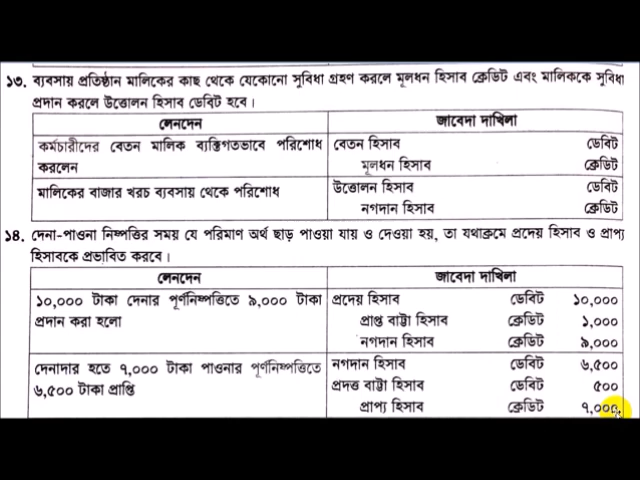 ১৩. ব্যবসায় প্রতিষ্ঠান মালিকের কাছ থেকে যেকোনো সুবিধা গ্রহণ করলে মূলধন হিসাব ক্রেডিট এবং মালিককে সুবিধা
প্রদান করলে উত্তোলন হিসাব ডেবিট হবে।
লেনদেন জাবেদা দাখিলা
কর্মচারীদের বেতন মালিক ব্যক্তিগতভাবে পরিশোধ বেতন হিসাব ডেবিট
করলেন মূলধন হিসাব ক্রেডিট
মালিকের বাজার খরচ ব্যবসায় থেকে পরিশোধ উত্তোলন হিসাব ডেবিট
নগদান হিসাব ক্রেডিট
১৪. দেনা-পাওনা নিষ্পত্তির সময় যে পরিমাণ অর্থ ছাড় পাওয়া যায় ও দেওয়া হয়, তা যথাক্রমে প্রদেয় হিসাব ও প্রাপ্য
হিসাবকে প্রভাবিত করবে।
লেনদেন জাবেদা দাখিলা
১০,০০০ টাকা দেনার পূর্ণনিষ্পত্তিতে ৯,০০০ টাকা প্রদেয় হিসাব ডেবিট ১০,০০০
প্রদান করা হলো প্রাপ্ত বাট্টা হিসাব ক্রেডিট ১,০০০
নগদান হিসাব ক্রেডিট ৯,০০০
দেনাদার হতে ৭,০০০ টাকা পাওনার পূর্ণনিষ্পত্তিতে নগদান হিসাব ডেবিট ৬,৫০০
৬,৫০০ টাকা প্রাপ্তি প্রদত্ত বাট্টা হিসাব ডেবিট ৫০০
প্রাপ্য হিসাব ক্রেডিট ৭,০০০